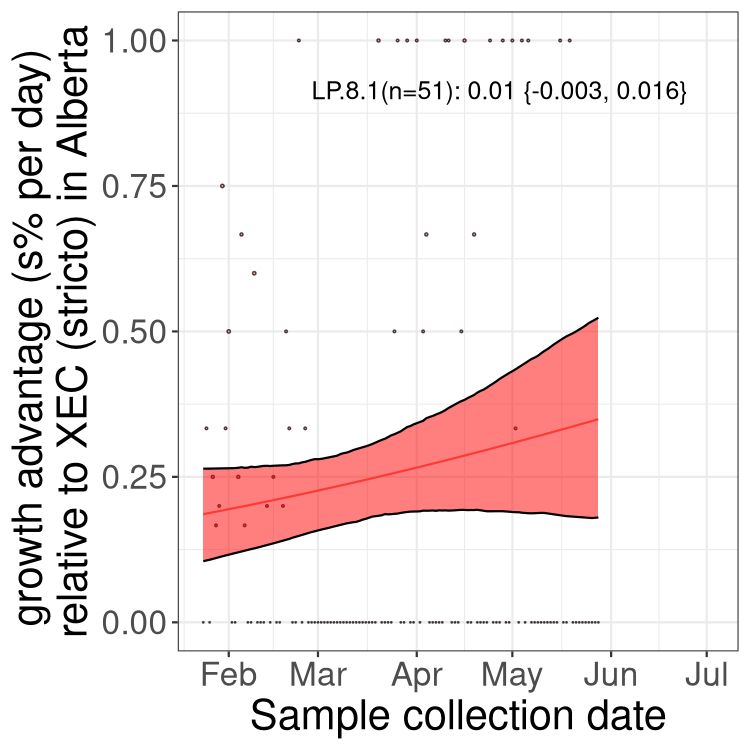 growth advantage (s% per day)
relative to XEC (stricto) in Alberta
1.00
0.75
0.50
0.25
0.00
LP.8.1(n=51): 0.01 {-0.003, 0.016}
Feb Mar Apr May Jun Jul
Sample collection date